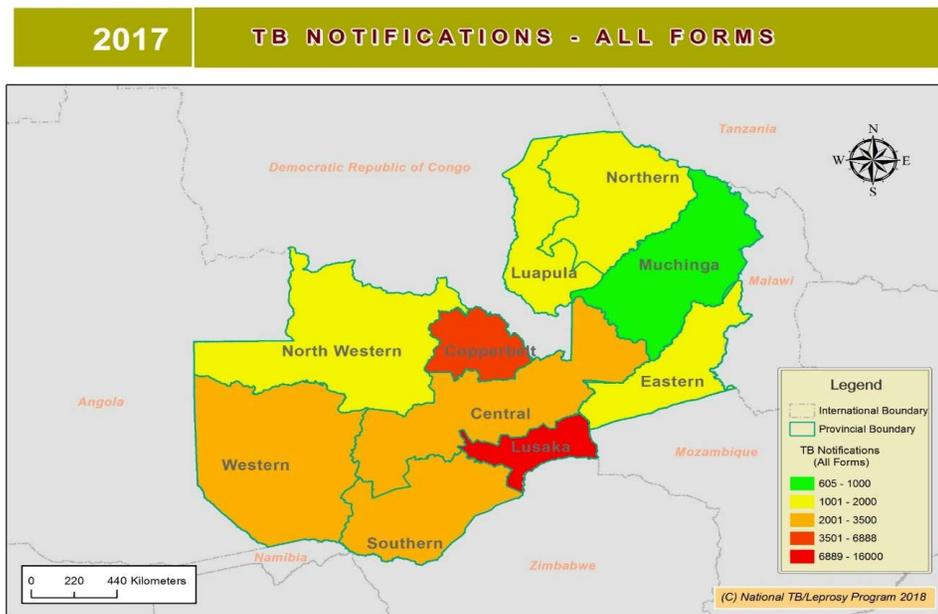 2017
TB NOTIFICATIONS - ALL FORMS
Tanzania
N
W E
S
Democratic Republic of Congo
Northern
Luapula
Muchinga
Malawi
North Western
Copperbelt
Eastern
Angola
Central
Lusaka
Mozambique
Western
Southern
Namibia
Zimbabwe
Legend
International Boundary
Provincial Boundary
TB Notifications
(All Forms)
605 - 1000
1001 - 2000
2001 - 3500
3501 - 6888
6889 - 16000
0 220 440 Kilometers
(C) National TB/Leprosy Program 2018